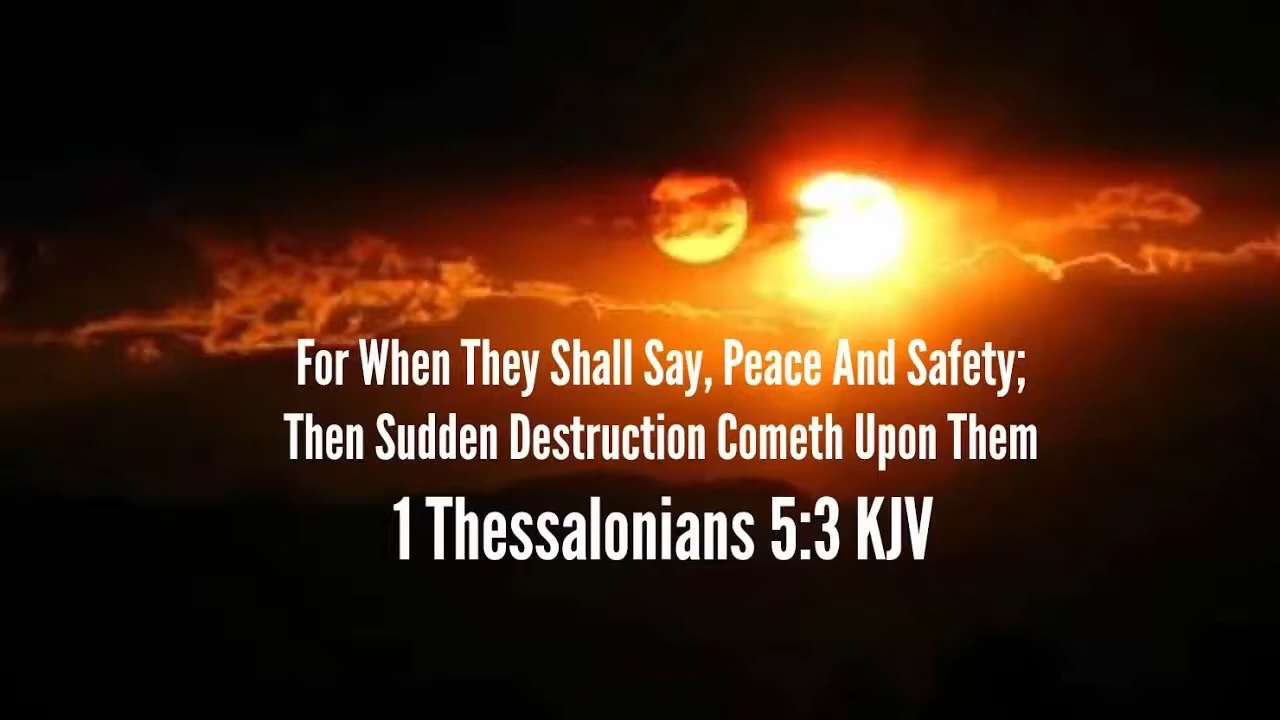 For When They Shall Say, Peace And Safety;
Then Sudden Destruction Cometh Upon Them
1 Thessalonians 5:3 KJV